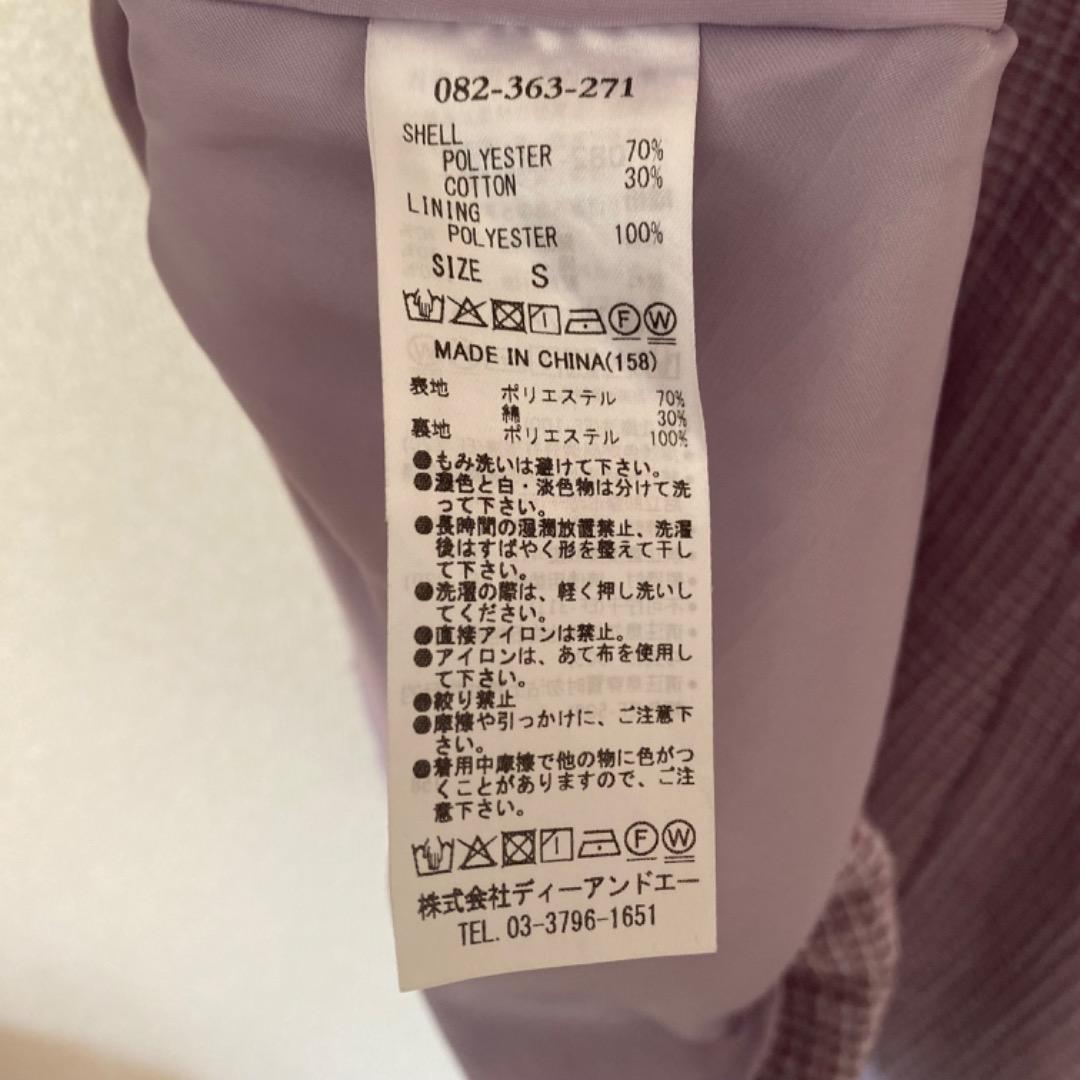 082-363-271
SHELL
POLYESTER 70%
COTTON 30%
LINING
POLYESTER 100%
SIZE S
F W
MADE IN CHINA(158)
表地 ポリエステル 70%
綿 30%
裏地 ポリエステル 100%
●もみ洗いは避けて下さい。
●濃色と白・淡色物は分けて洗
って下さい。
●長時間の湿潤放置禁止、洗濯
後はすばやく形を整えて干し
て下さい。
●洗濯の際は、軽く押し洗いし
てください。
●直接アイロンは禁止。
●アイロンは、あて布を使用し
て下さい。
●絞り禁止
●摩擦や引っかけに、ご注意下
さい。
●着用中摩擦で他の物に色がつ
くことがありますので、ご注
意下さい。
F W
株式会社ディーアンドエー
TEL. 03-3796-1651